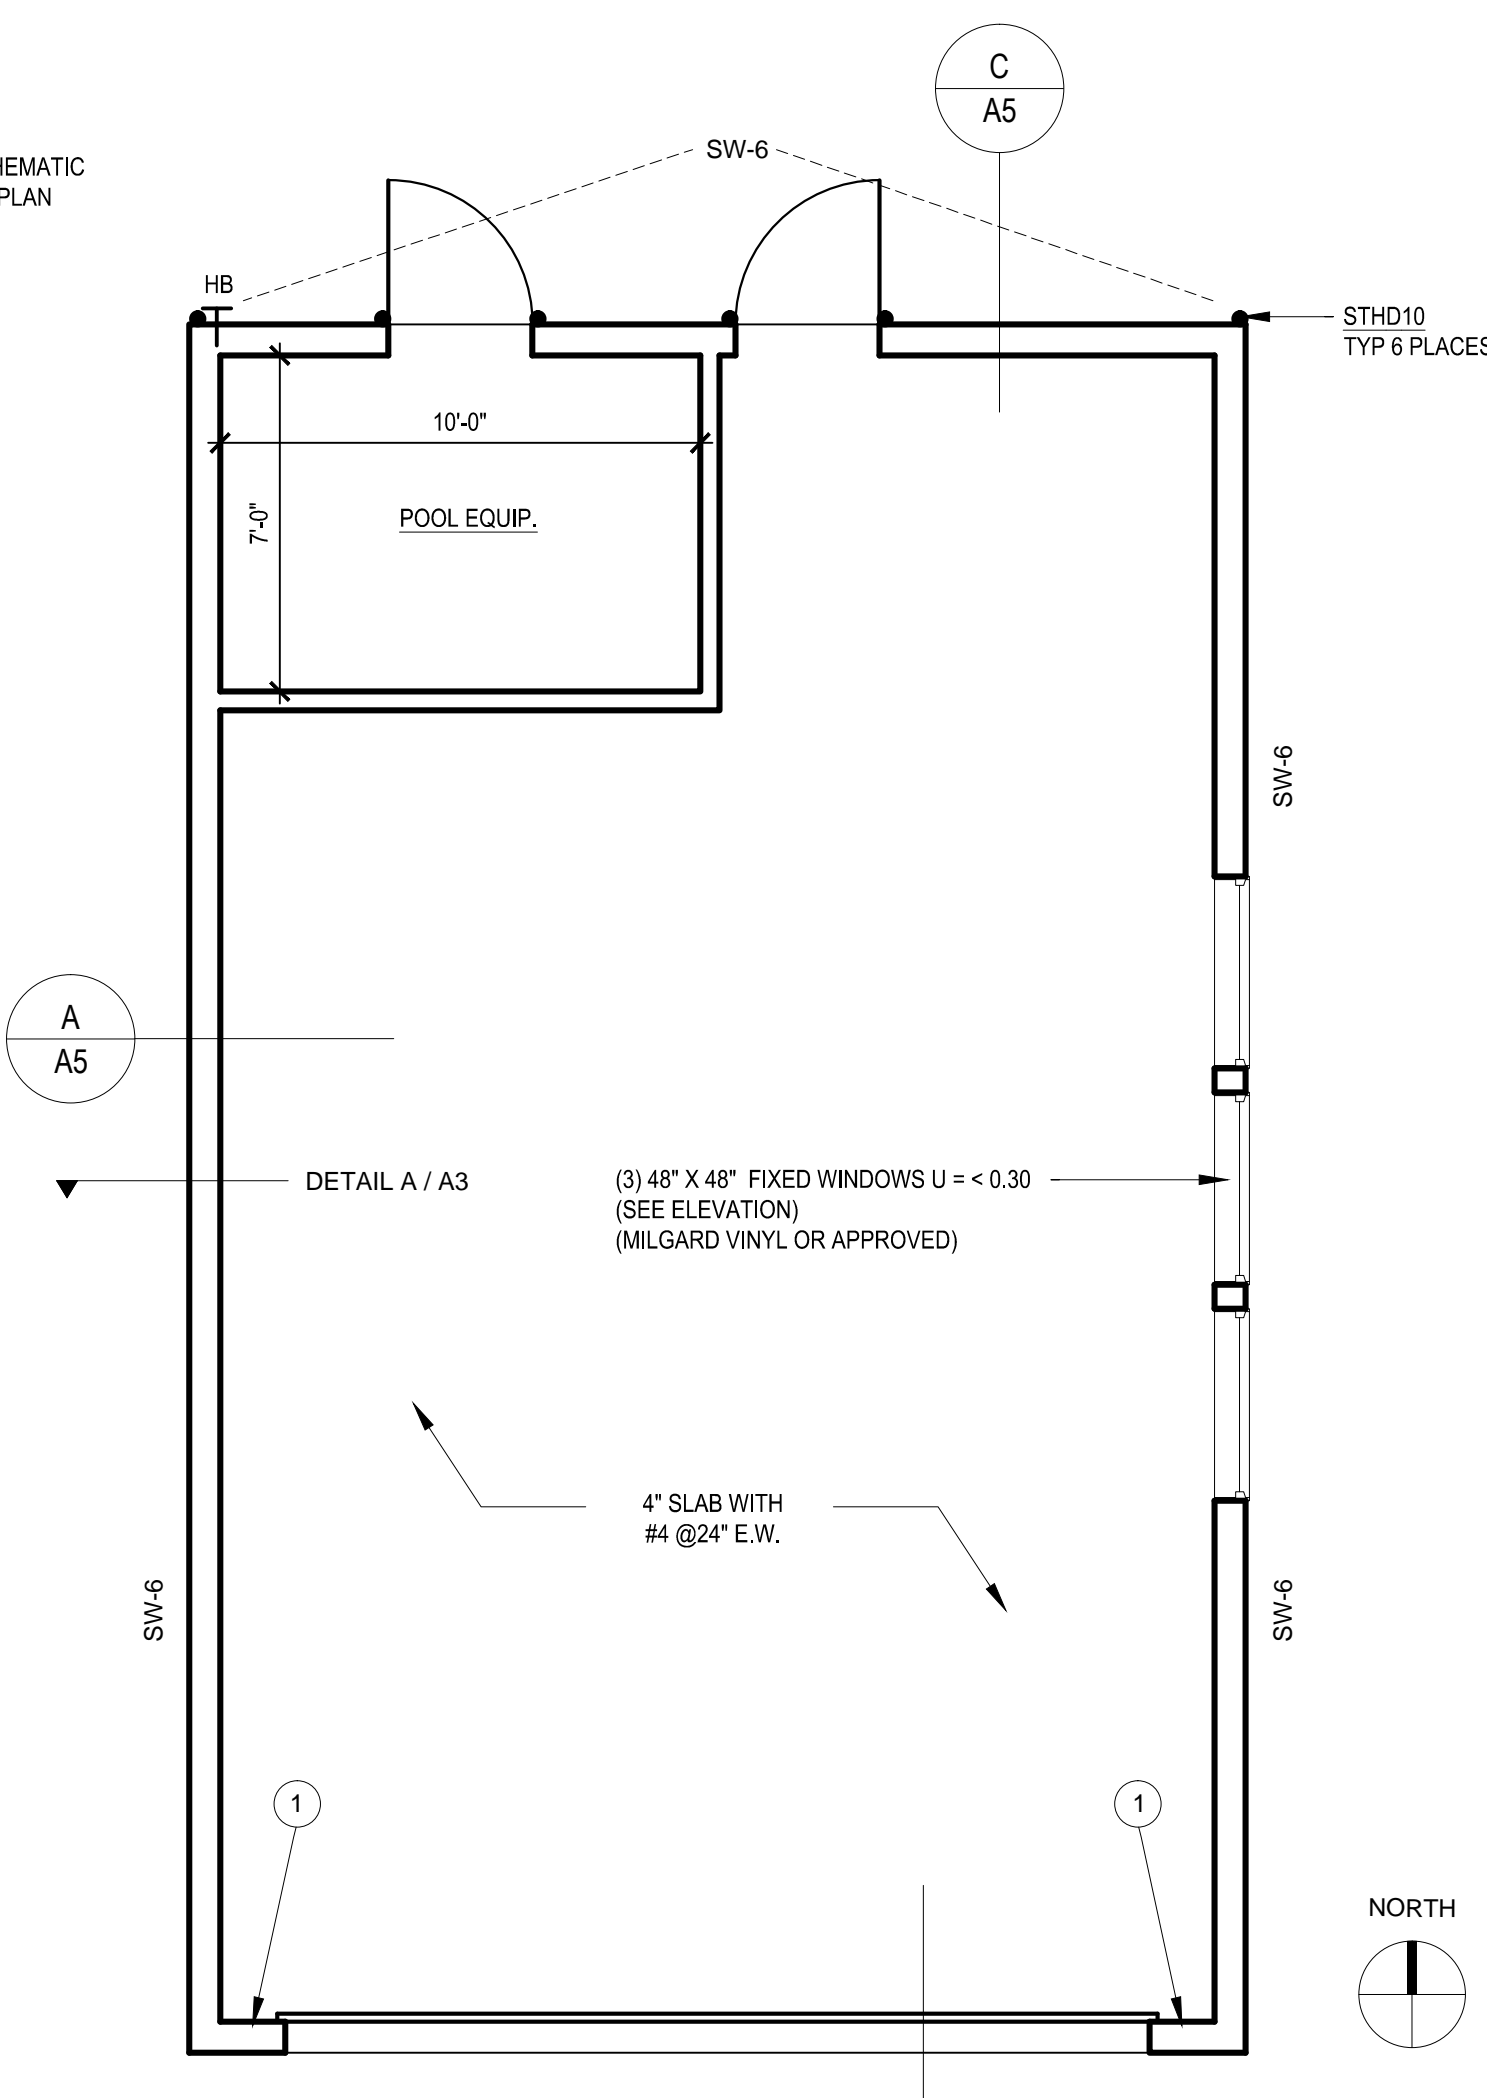 C
A5
SW-6
PLAN
HB
STHD10
TYP 6 PLACES
10'-0"
7'-0"
POOL EQUIP.
SW-6
A
A5
DETAIL A / A3
(3) 48" X 48" FIXED WINDOWS U = < 0.30
(SEE ELEVATION)
(MILGARD VINYL OR APPROVED)
4" SLAB WITH
#4 @24" E.W.
SW-6
SW-6
1
1
NORTH